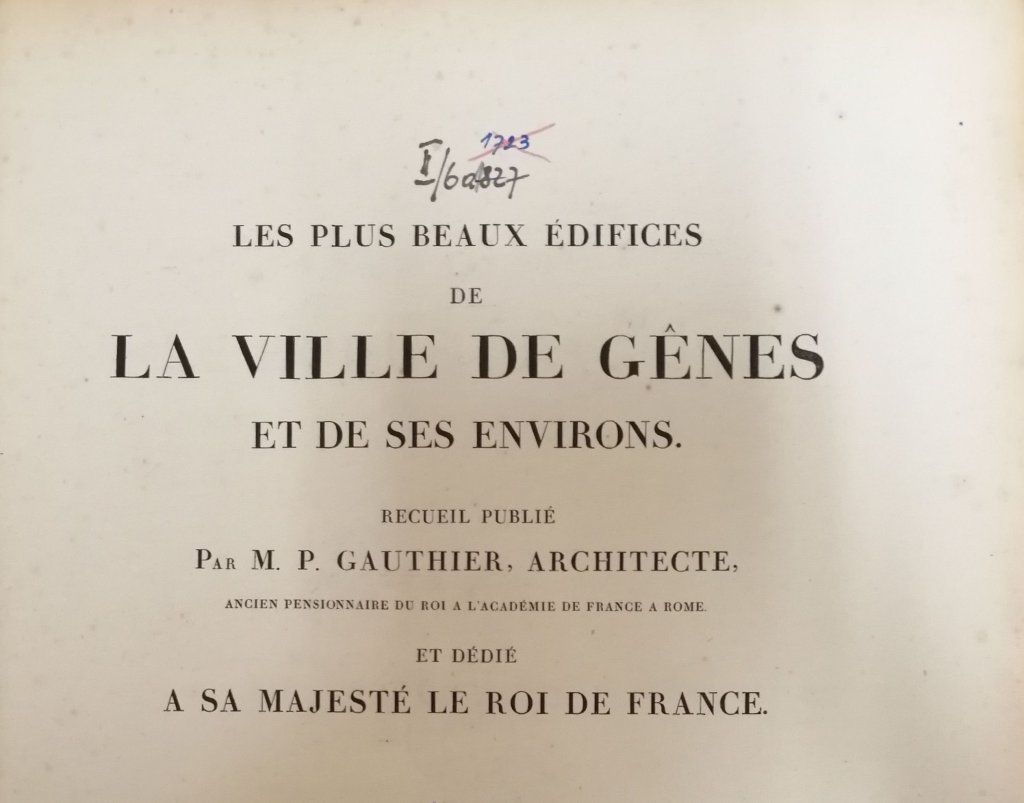 1723
I/6a
LES PLUS BEAUX ÉDIFICES
DE
LA VILLE DE GÊNES
ET DE SES ENVIRONS.
RECUEIL PUBLIÉ
PAR M. P. GAUTHIER, ARCHITECTE,
ANCIEN PENSIONNAIRE DU ROI A L'ACADÉMIE DE FRANCE A ROME.
ET DÉDIÉ
A SA MAJESTÉ LE ROI DE FRANCE.